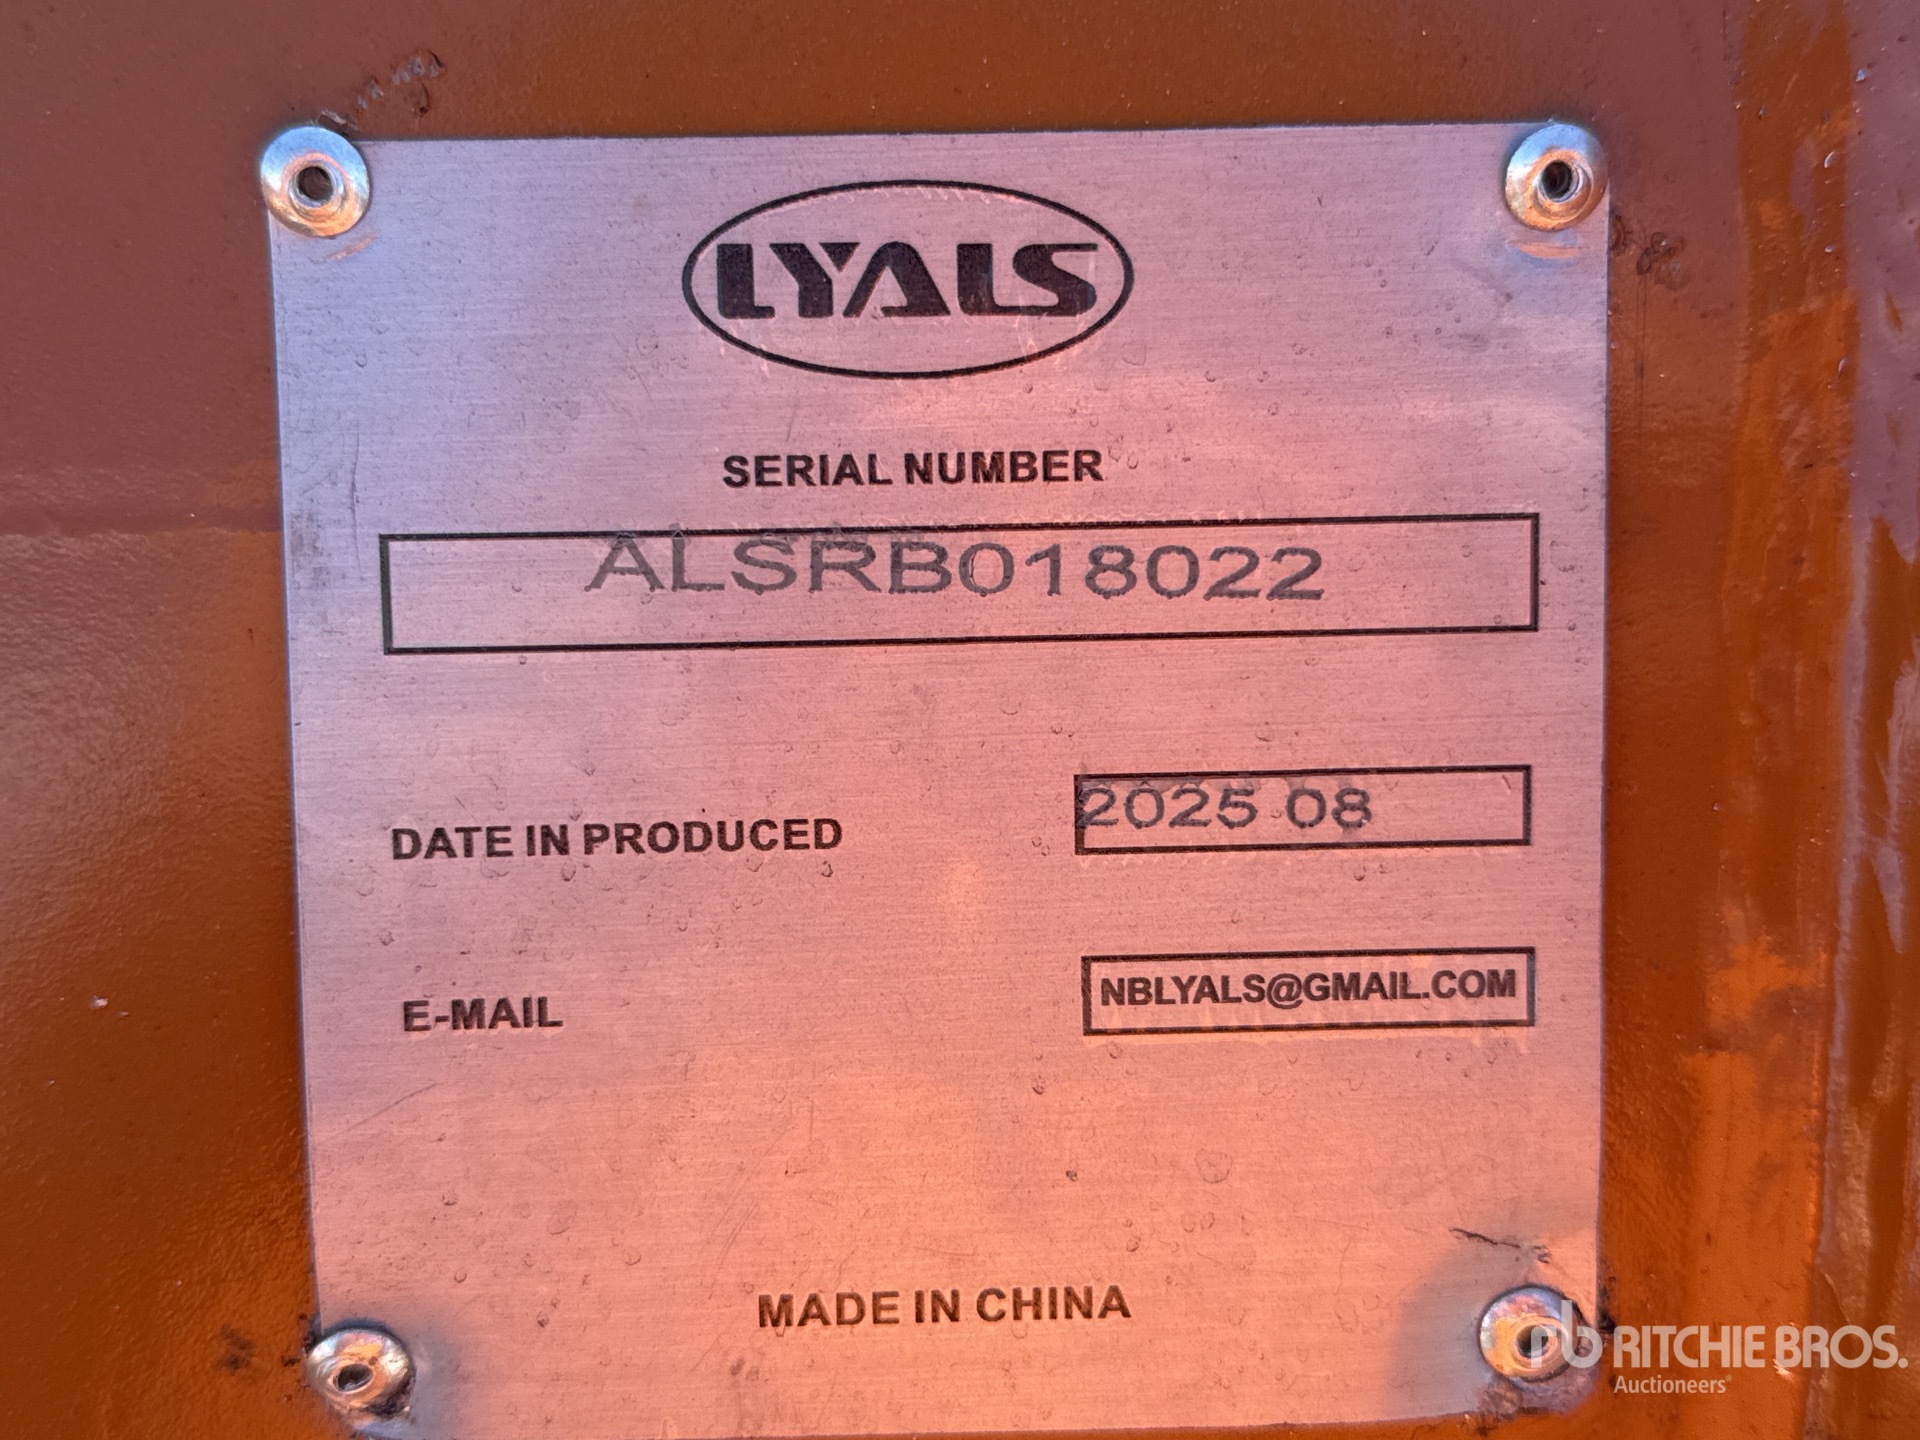 LYALS
SERIAL NUMBER
ALSRB018022
DATE IN PRODUCED
2025 08
E-MAIL
NBLYALS@GMAIL.COM
MADE IN CHINA
rb RITCHIE BROS.
Auctioneers